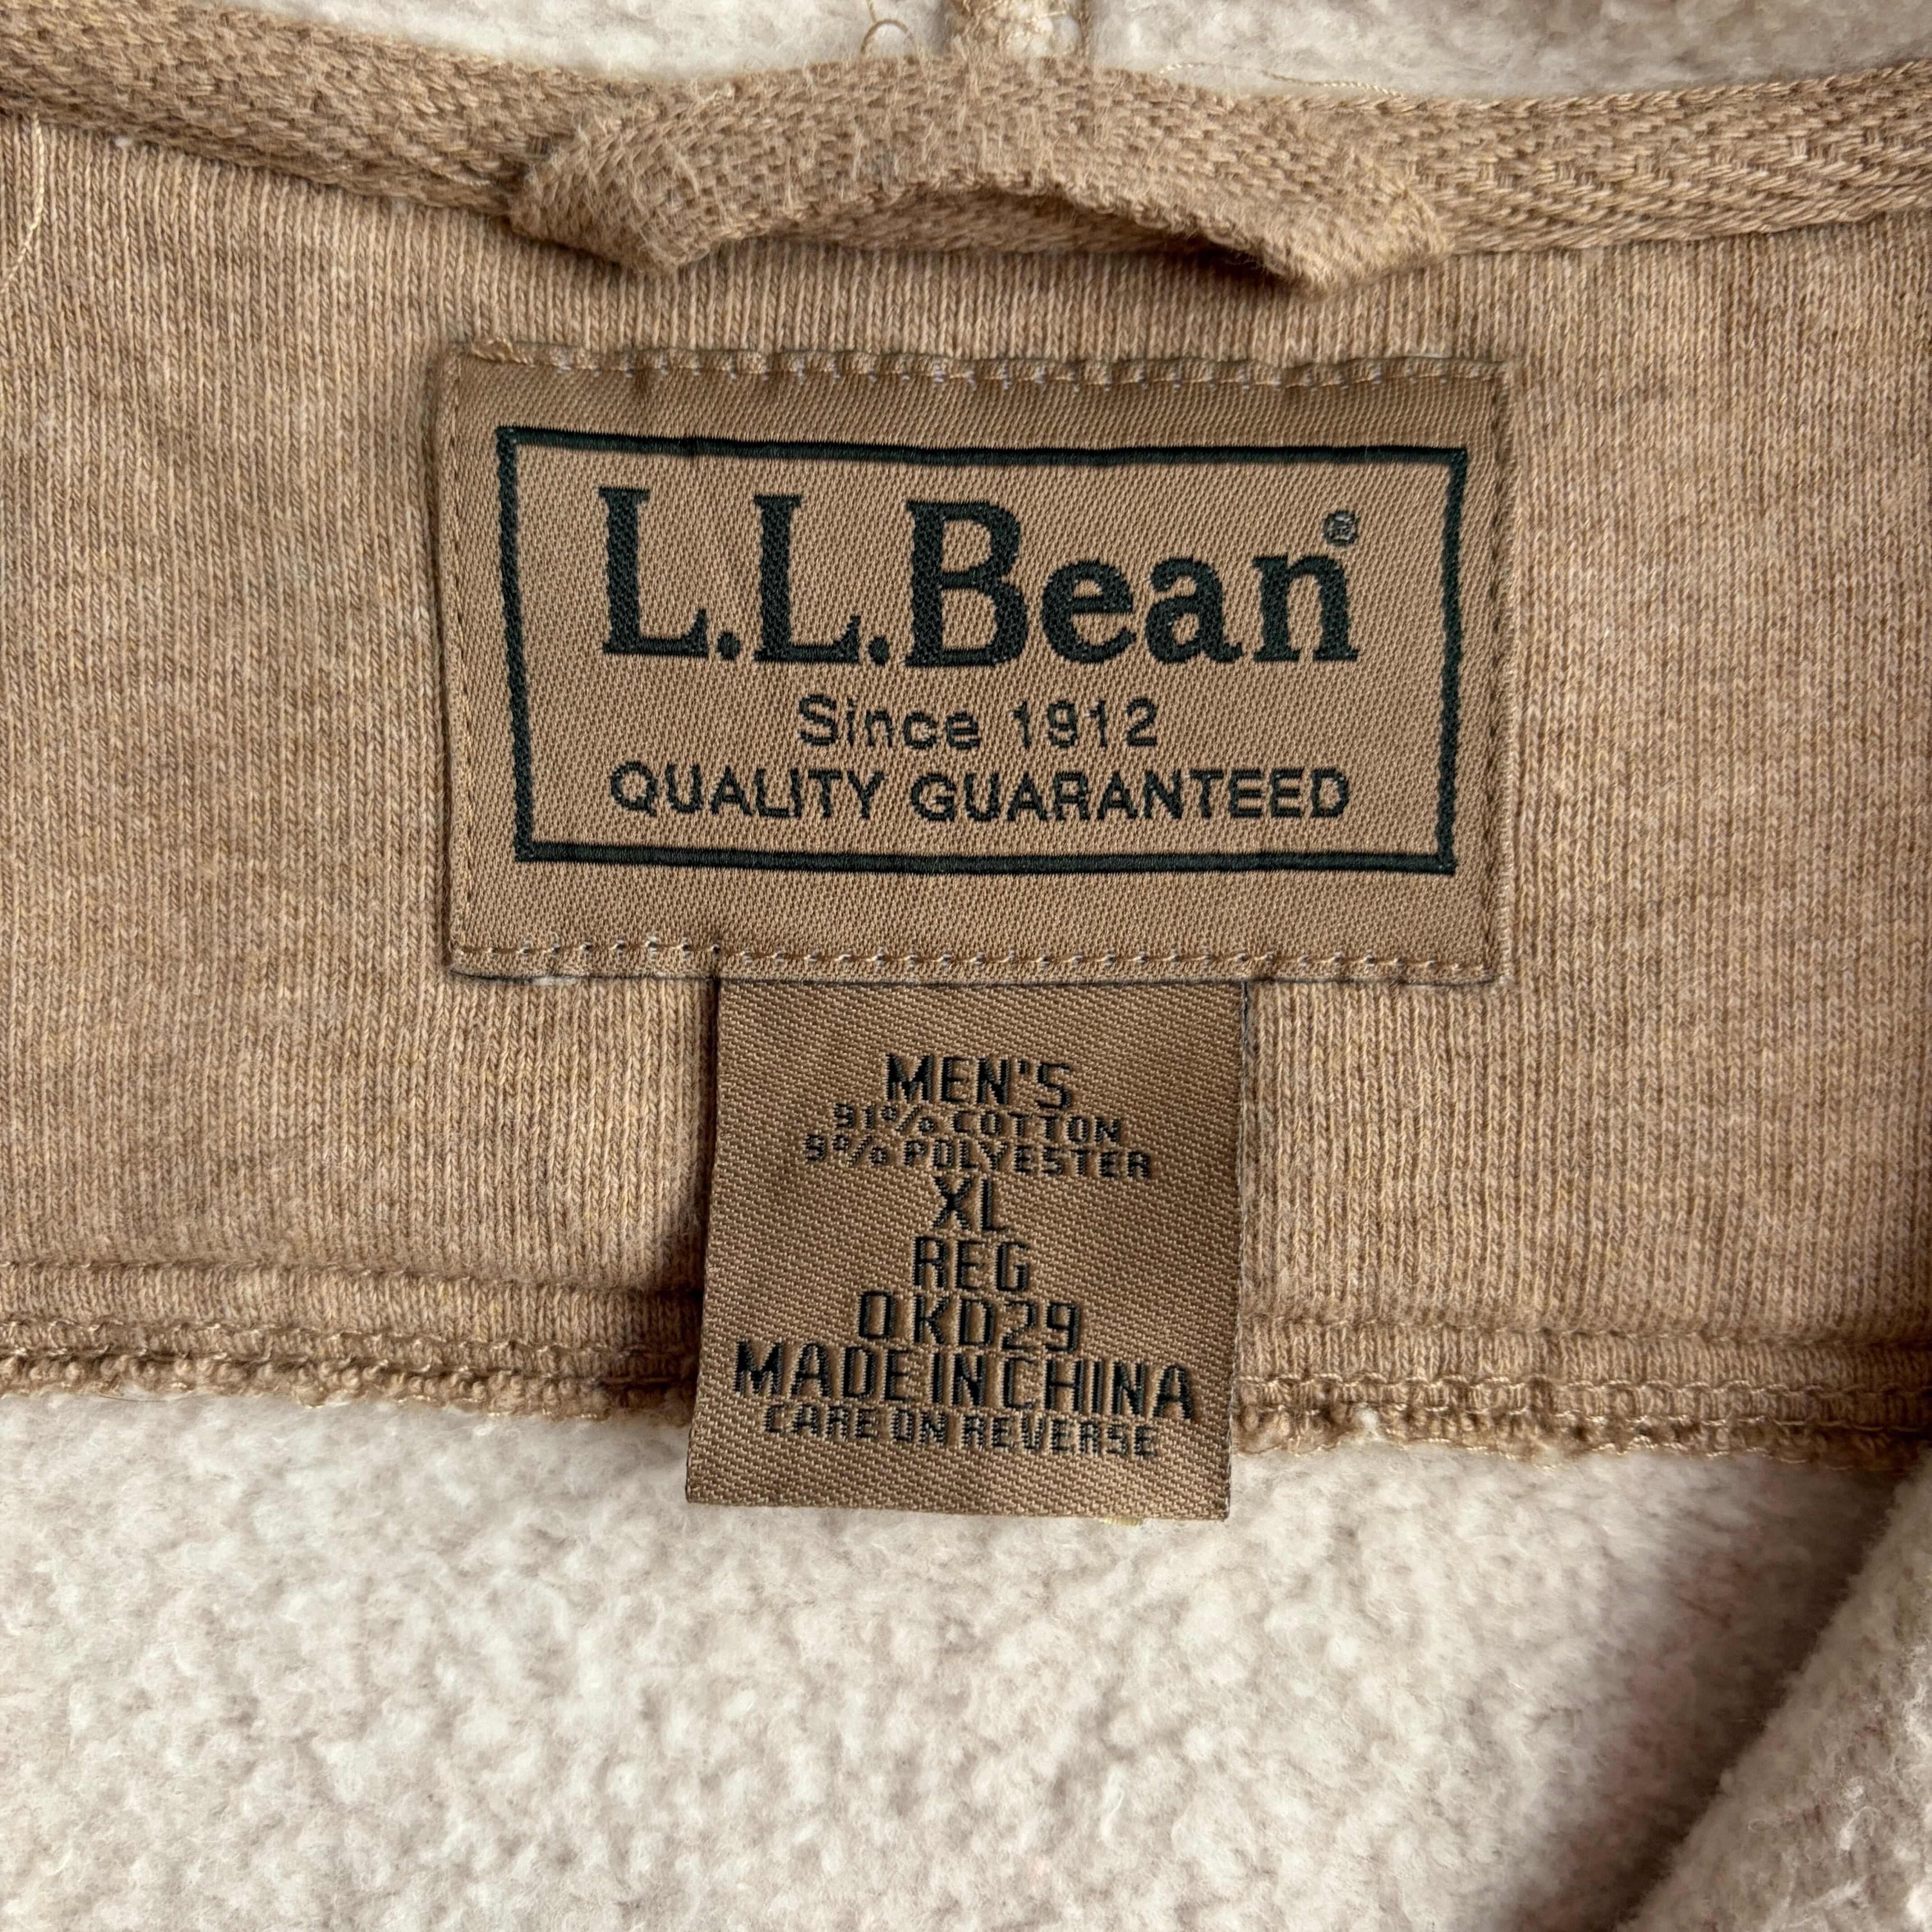 L.L.Bean®
Since 1912
QUALITY GUARANTEED
MEN'S
91% COTTON
9% POLYESTER
XL
REG
0KD29
MADE IN CHINA
CARE ON REVERSE